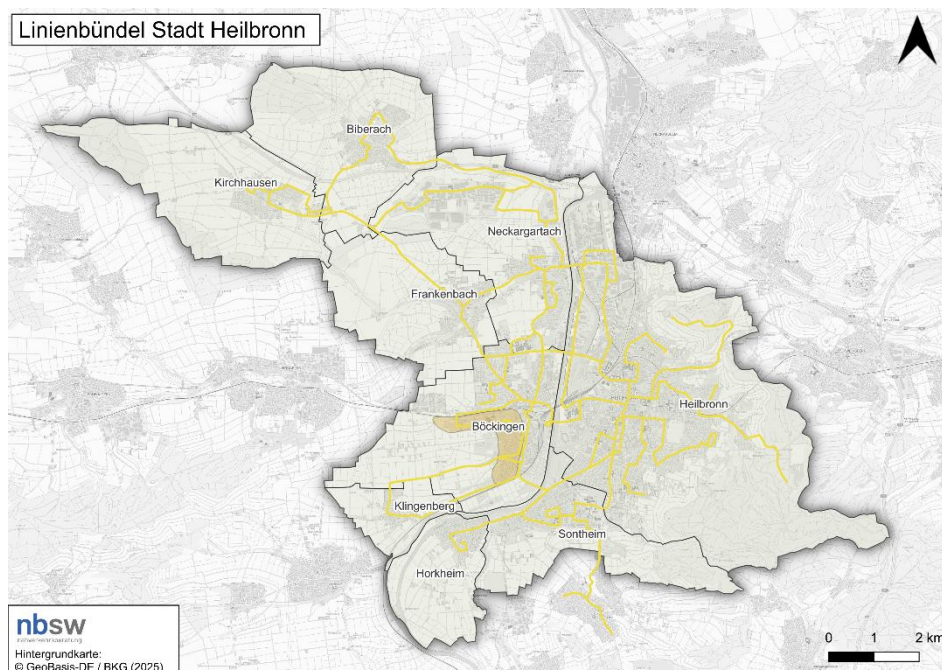 Linienbündel Stadt Heilbronn
Biberach
Kirchhausen
Neckargartach
Frankenbach
Heilbronn
Böckingen
Klingenberg
Sontheim
Horkheim
nbsw
Hintergrundkarte:
© GeoBasis-DE / BKG (2025)
0 1 2 km